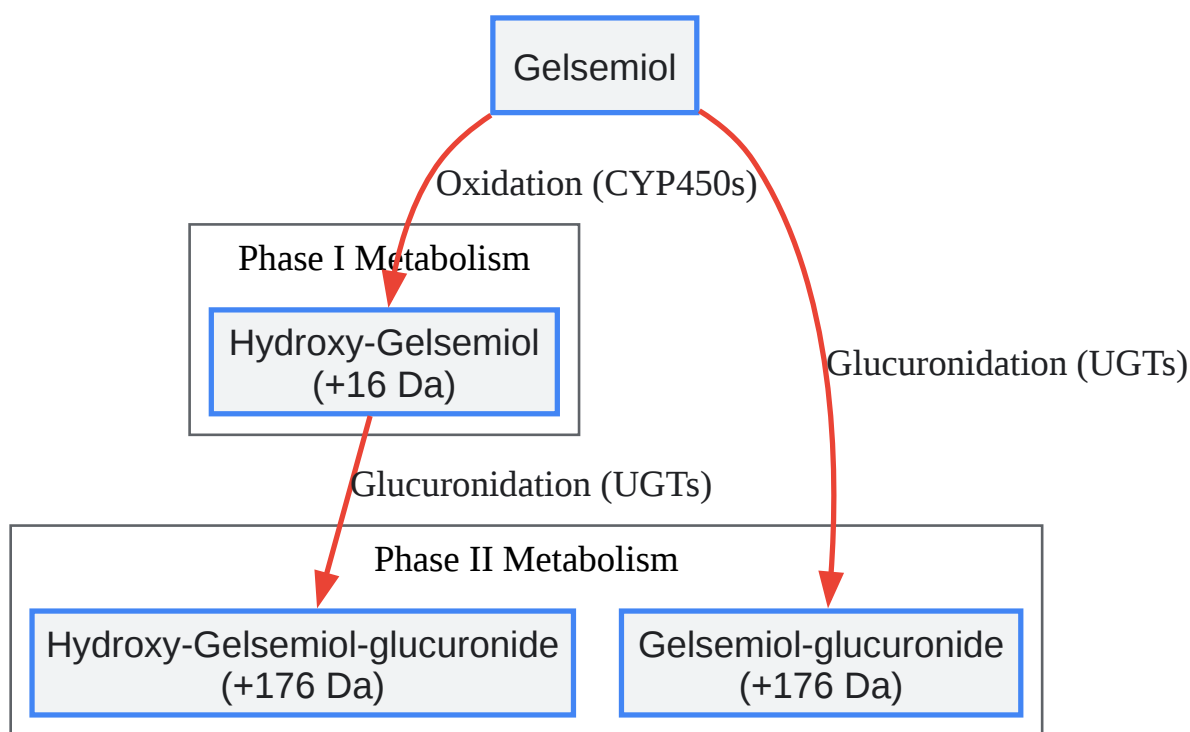 Gelsemiol
Oxidation (CYP450s)
Phase I Metabolism
Hydroxy-Gelsemiol
(+16 Da)
Glucuronidation (UGTs)
Glucuronidation (UGTs)
Phase II Metabolism
Hydroxy-Gelsemiol-glucuronide
(+176 Da)
Gelsemiol-glucuronide
(+176 Da)